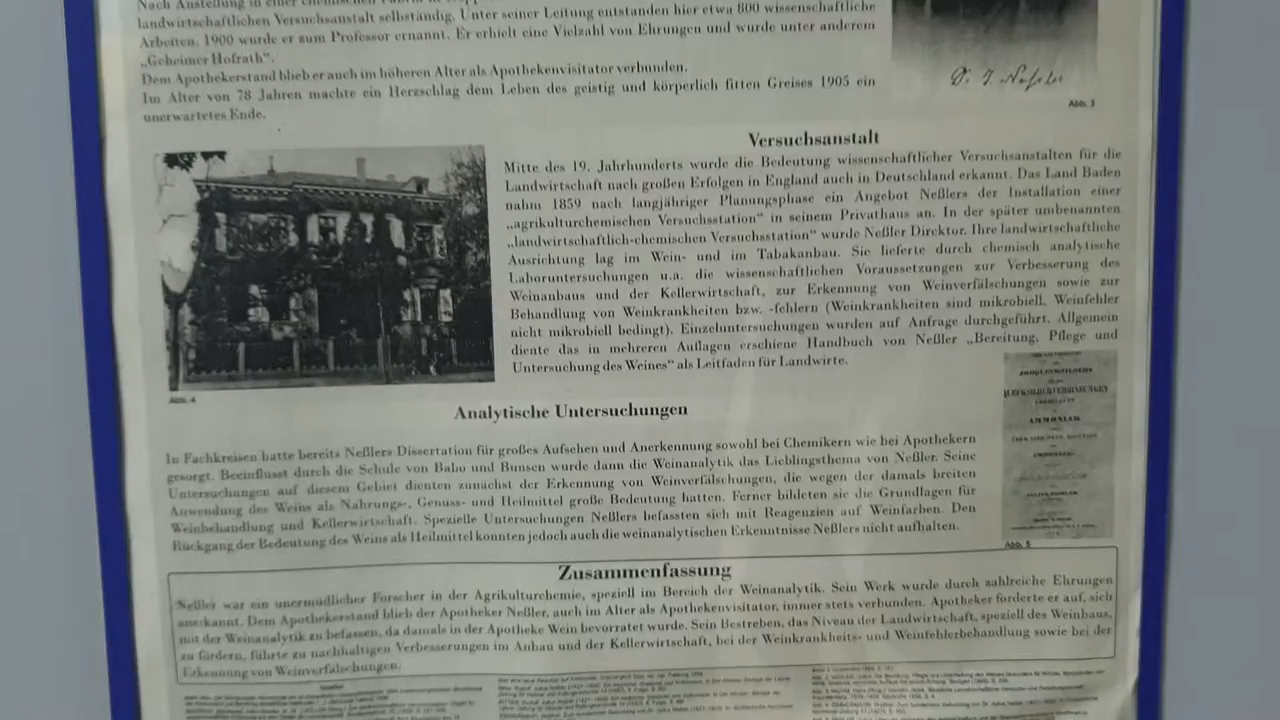 Nach Anstellung in einer chemischen Fabrik in
landwirtschaftlichen Versuchsanstalt selbständig. Unter seiner Leitung entstanden hier etwa 800 wissenschaftliche
Arbeiten. 1900 wurde er zum Professor ernannt. Er erhielt eine Vielzahl von Ehrungen und wurde unter anderem
„Geheimer Hofrath“.
Dem Apothekerstand blieb er auch im höheren Alter als Apothekenvisitator verbunden.
Im Alter von 78 Jahren machte ein Herzschlag dem Leben des geistig und körperlich fitten Greises 1905 ein
unerwartetes Ende.
Dr. J. Neßler
Abb. 3
Versuchsanstalt
Mitte des 19. Jahrhunderts wurde die Bedeutung wissenschaftlicher Versuchsanstalten für die
Landwirtschaft nach großen Erfolgen in England auch in Deutschland erkannt. Das Land Baden
nahm 1859 nach langjähriger Planungsphase ein Angebot Neßlers der Installation einer
„agrikulturchemischen Versuchsstation“ in seinem Privathaus an. In der später umbenannten
„landwirtschaftlich-chemischen Versuchsstation“ wurde Neßler Direktor. Ihre landwirtschaftliche
Ausrichtung lag im Wein- und im Tabakanbau. Sie lieferte durch chemisch analytische
Laboruntersuchungen u.a. die wissenschaftlichen Voraussetzungen zur Verbesserung des
Weinanbaus und der Kellerwirtschaft, zur Erkennung von Weinverfälschungen sowie zur
Behandlung von Weinkrankheiten bzw. -fehlern (Weinkrankheiten sind mikrobiell, Weinfehler
nicht mikrobiell bedingt). Einzeluntersuchungen wurden auf Anfrage durchgeführt. Allgemein
diente das in mehreren Auflagen erschiene Handbuch von Neßler „Bereitung, Pflege und
Untersuchung des Weines“ als Leitfaden für Landwirte.
Abb. 4
Analytische Untersuchungen
In Fachkreisen hatte bereits Neßlers Dissertation für großes Aufsehen und Anerkennung sowohl bei Chemikern wie bei Apothekern
gesorgt. Beeinflusst durch die Schule von Babo und Bunsen wurde dann die Weinanalytik das Lieblingsthema von Neßler. Seine
Untersuchungen auf diesem Gebiet dienten zunächst der Erkennung von Weinverfälschungen, die wegen der damals breiten
Anwendung des Weins als Nahrungs-, Genuss- und Heilmittel große Bedeutung hatten. Ferner bildeten sie die Grundlagen für
Weinbehandlung und Kellerwirtschaft. Spezielle Untersuchungen Neßlers befassten sich mit Reagenzien auf Weinfarben. Den
Rückgang der Bedeutung des Weins als Heilmittel konnten jedoch auch die weinanalytischen Erkenntnisse Neßlers nicht aufhalten.
AMMONIAK
Abb. 5
Zusammenfassung
Neßler war ein unermüdlicher Forscher in der Agrikulturchemie, speziell im Bereich der Weinanalytik. Sein Werk wurde durch zahlreiche Ehrungen
anerkannt. Dem Apothekerstand blieb der Apotheker Neßler, auch im Alter als Apothekenvisitator, immer stets verbunden. Apotheker forderte er auf, sich
mit der Weinanalytik zu befassen, da damals in der Apotheke Wein bevorratet wurde. Sein Bestreben, das Niveau der Landwirtschaft, speziell des Weinbaus,
zu fördern, führte zu nachhaltigen Verbesserungen im Anbau und der Kellerwirtschaft, bei der Weinkrankheits- und Weinfehlerbehandlung sowie bei der
Erkennung von Weinverfälschungen.